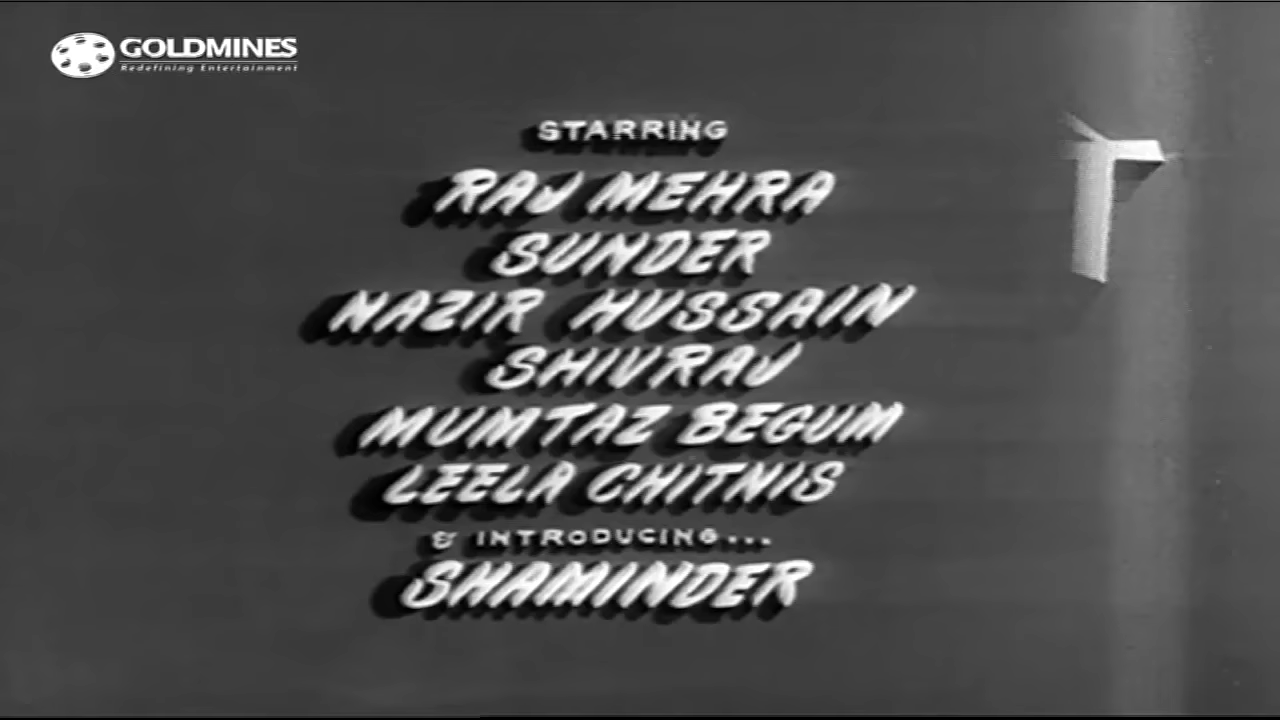 GOLDMINES
Redefining Entertainment
STARRING
RAJ MEHRA
SUNDER
NAZIR HUSSAIN
SHIVRAJ
MUMTAZ BEGUM
LEELA CHITNIS
& INTRODUCING...
SHAMINDER